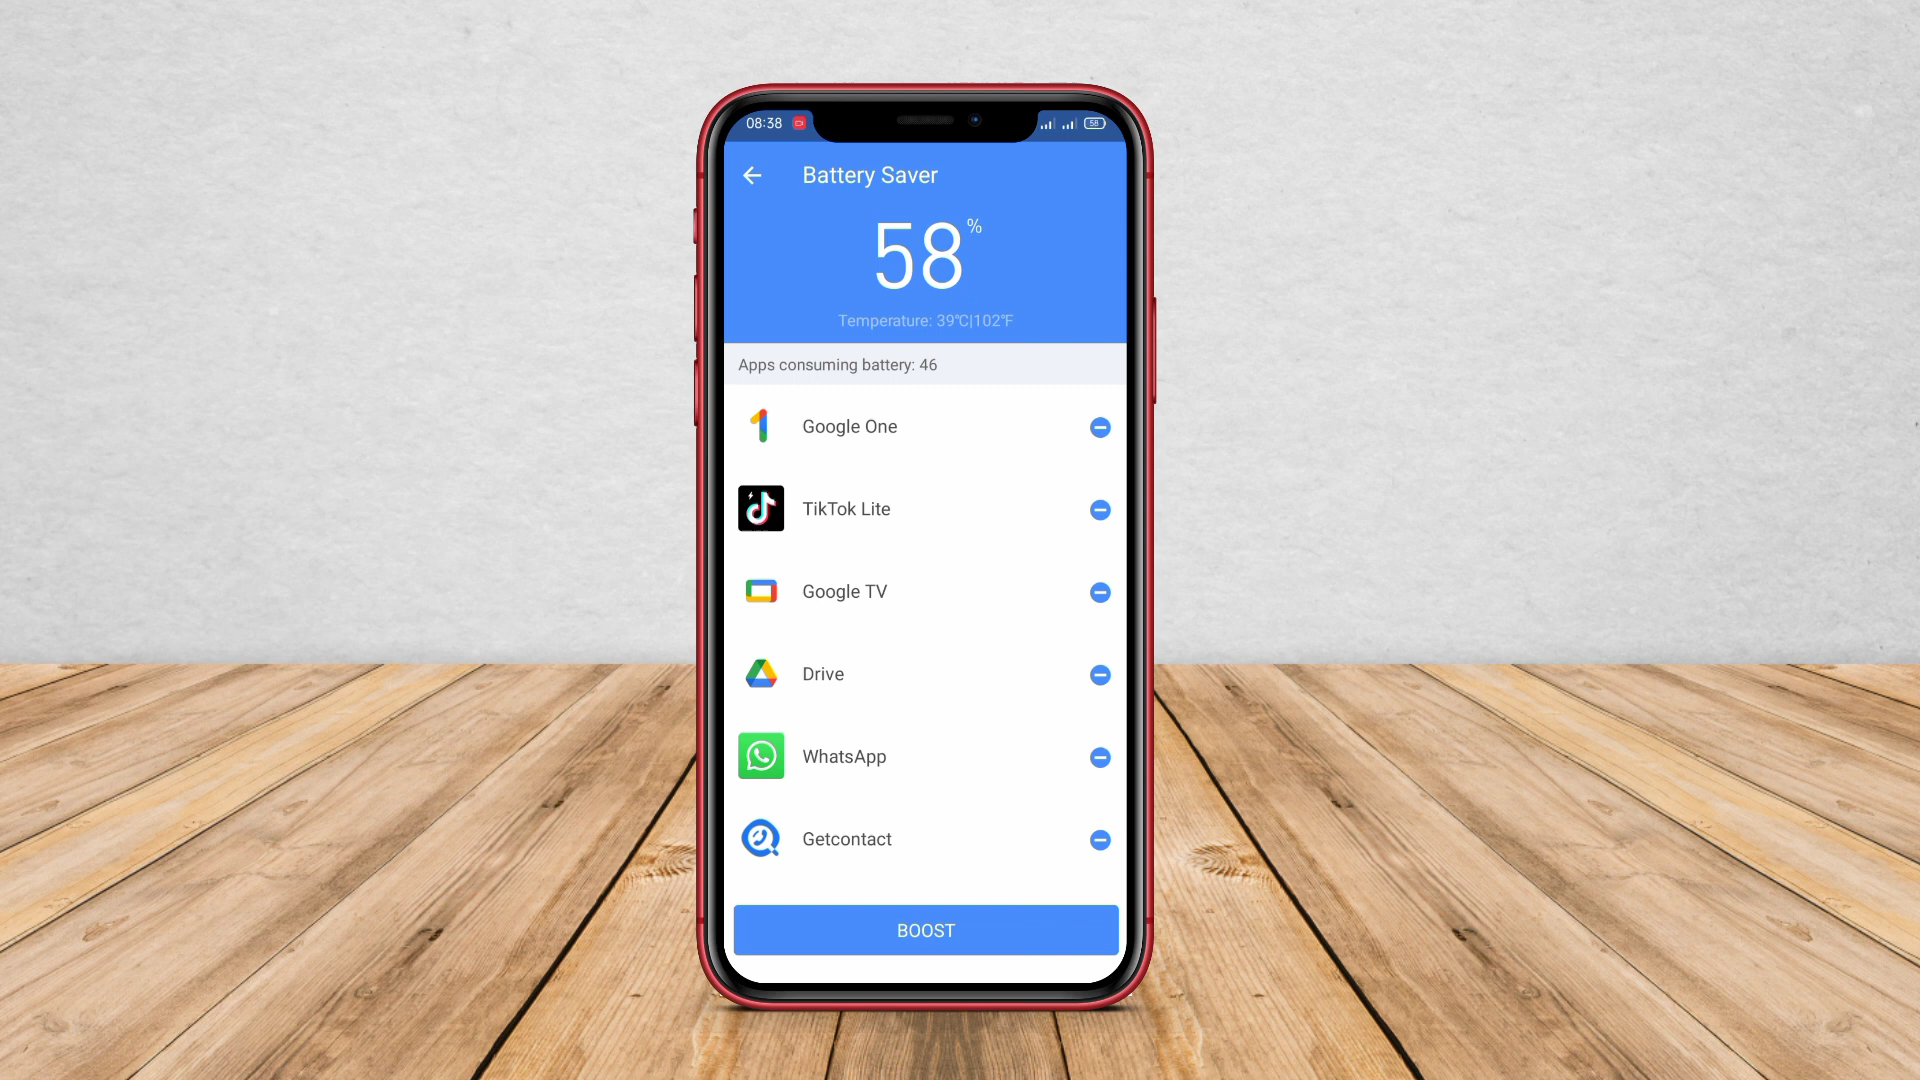 08:38
58
Battery Saver
58%
Temperature: 39℃|102℉
Apps consuming battery: 46
Google One
TikTok Lite
Google TV
Drive
WhatsApp
Getcontact
BOOST